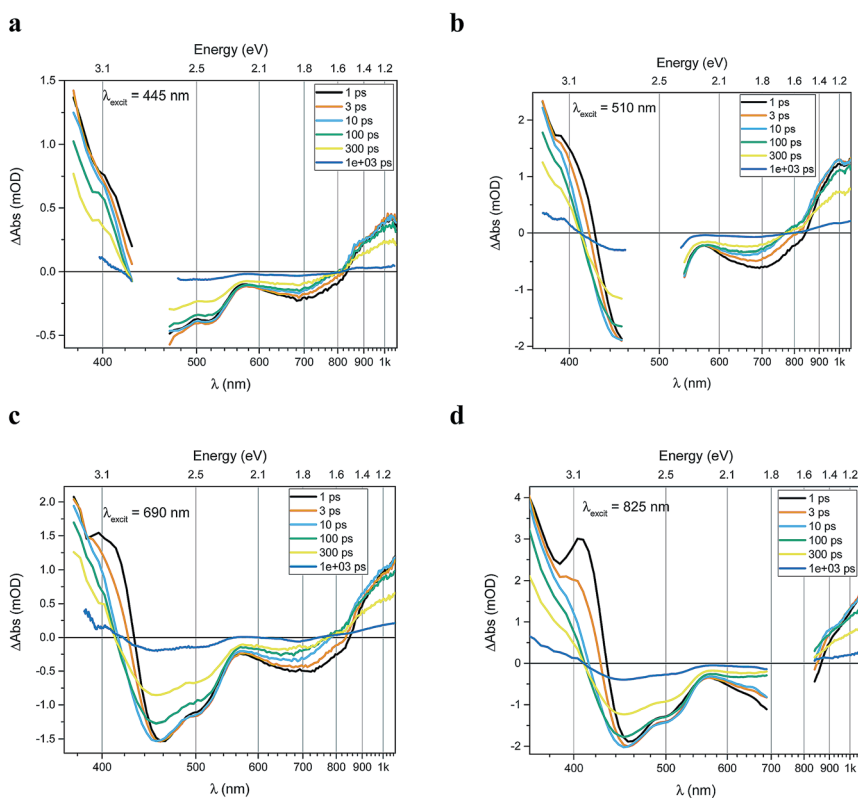 a
Energy (eV)
3.1 2.5 2.1 1.8 1.6 1.4 1.2
λexcit = 445 nm
1 ps
3 ps
10 ps
100 ps
300 ps
1e+03 ps
ΔAbs (mOD)
1.5
1.0
0.5
0.0
-0.5
400 500 600 700 800 900 1k
λ (nm)
b
Energy (eV)
3.1 2.5 2.1 1.8 1.6 1.4 1.2
λexcit = 510 nm
1 ps
3 ps
10 ps
100 ps
300 ps
1e+03 ps
ΔAbs (mOD)
2
1
0
-1
-2
400 500 600 700 800 900 1k
λ (nm)
c
Energy (eV)
3.1 2.5 2.1 1.8 1.6 1.4 1.2
λexcit = 690 nm
1 ps
3 ps
10 ps
100 ps
300 ps
1e+03 ps
ΔAbs (mOD)
2.0
1.5
1.0
0.5
0.0
-0.5
-1.0
-1.5
400 500 600 700 800 900 1k
λ (nm)
d
Energy (eV)
3.1 2.5 2.1 1.8 1.6 1.4 1.2
λexcit = 825 nm
1 ps
3 ps
10 ps
100 ps
300 ps
1e+03 ps
ΔAbs (mOD)
4
3
2
1
0
-1
-2
400 500 600 700 800 900 1k
λ (nm)